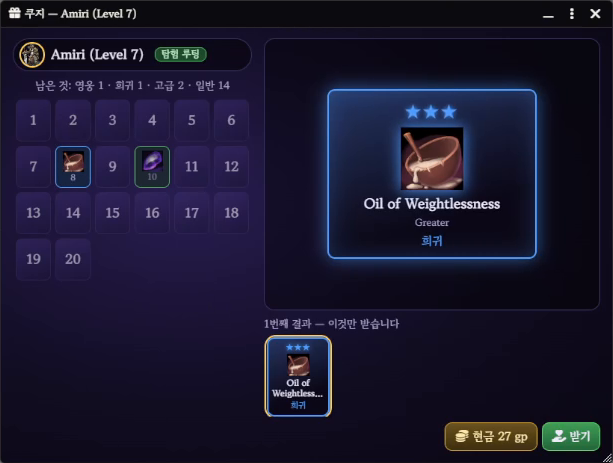 쿠지 — Amiri (Level 7)
Amiri (Level 7) 탐험 루팅
남은 것: 영웅 1 · 희귀 1 · 고급 2 · 일반 14
1 2 3 4 5 6
7 8 9 10 11 12
13 14 15 16 17 18
19 20
★★★
Oil of Weightlessness
Greater
희귀
1번째 결과 — 이것만 받습니다
★★★
Oil of
Weightless...
희귀
현금 27 gp 받기